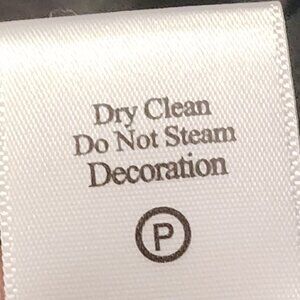 Dry Clean
Do Not Steam
Decoration
P